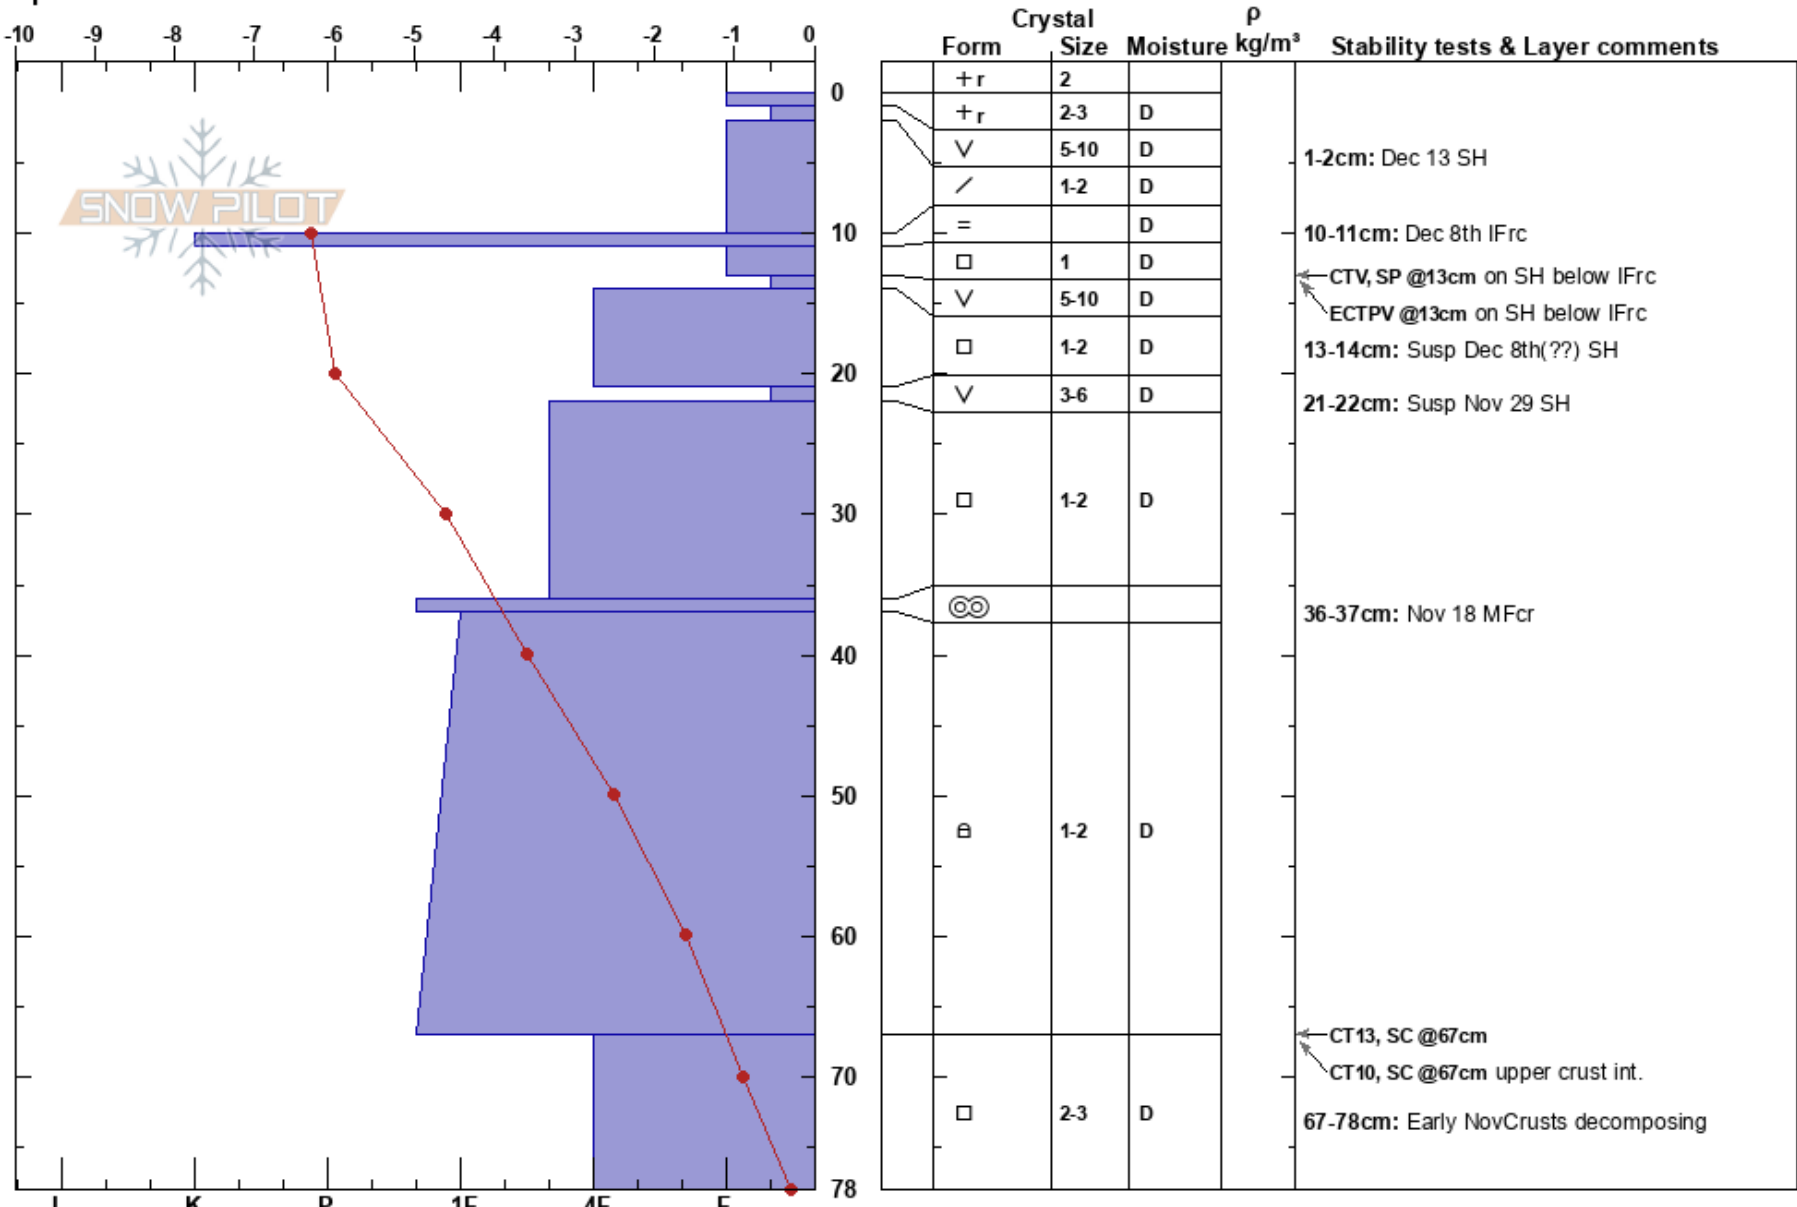 -10 -9 -8 -7 -6 -5 -4 -3 -2 -1 0
Crystal ρ
Form Size Moisture kg/m³ Stability tests & Layer comments
r 2
0
r 2-3 D
5-10 D 1-2cm: Dec 13 SH
1-2 D
SNOW PILOT
= D
10 10-11cm: Dec 8th IFrc
1 D
CTV, SP @13cm on SH below IFrc
5-10 D
ECTPV @13cm on SH below IFrc
1-2 D 13-14cm: Susp Dec 8th(??) SH
20
3-6 D 21-22cm: Susp Nov 29 SH
1-2 D
30
36-37cm: Nov 18 MFcr
40
50
1-2 D
60
CT13, SC @67cm
CT10, SC @67cm upper crust int.
70
2-3 D 67-78cm: Early NovCrusts decomposing
78
I K P 1F 4F F